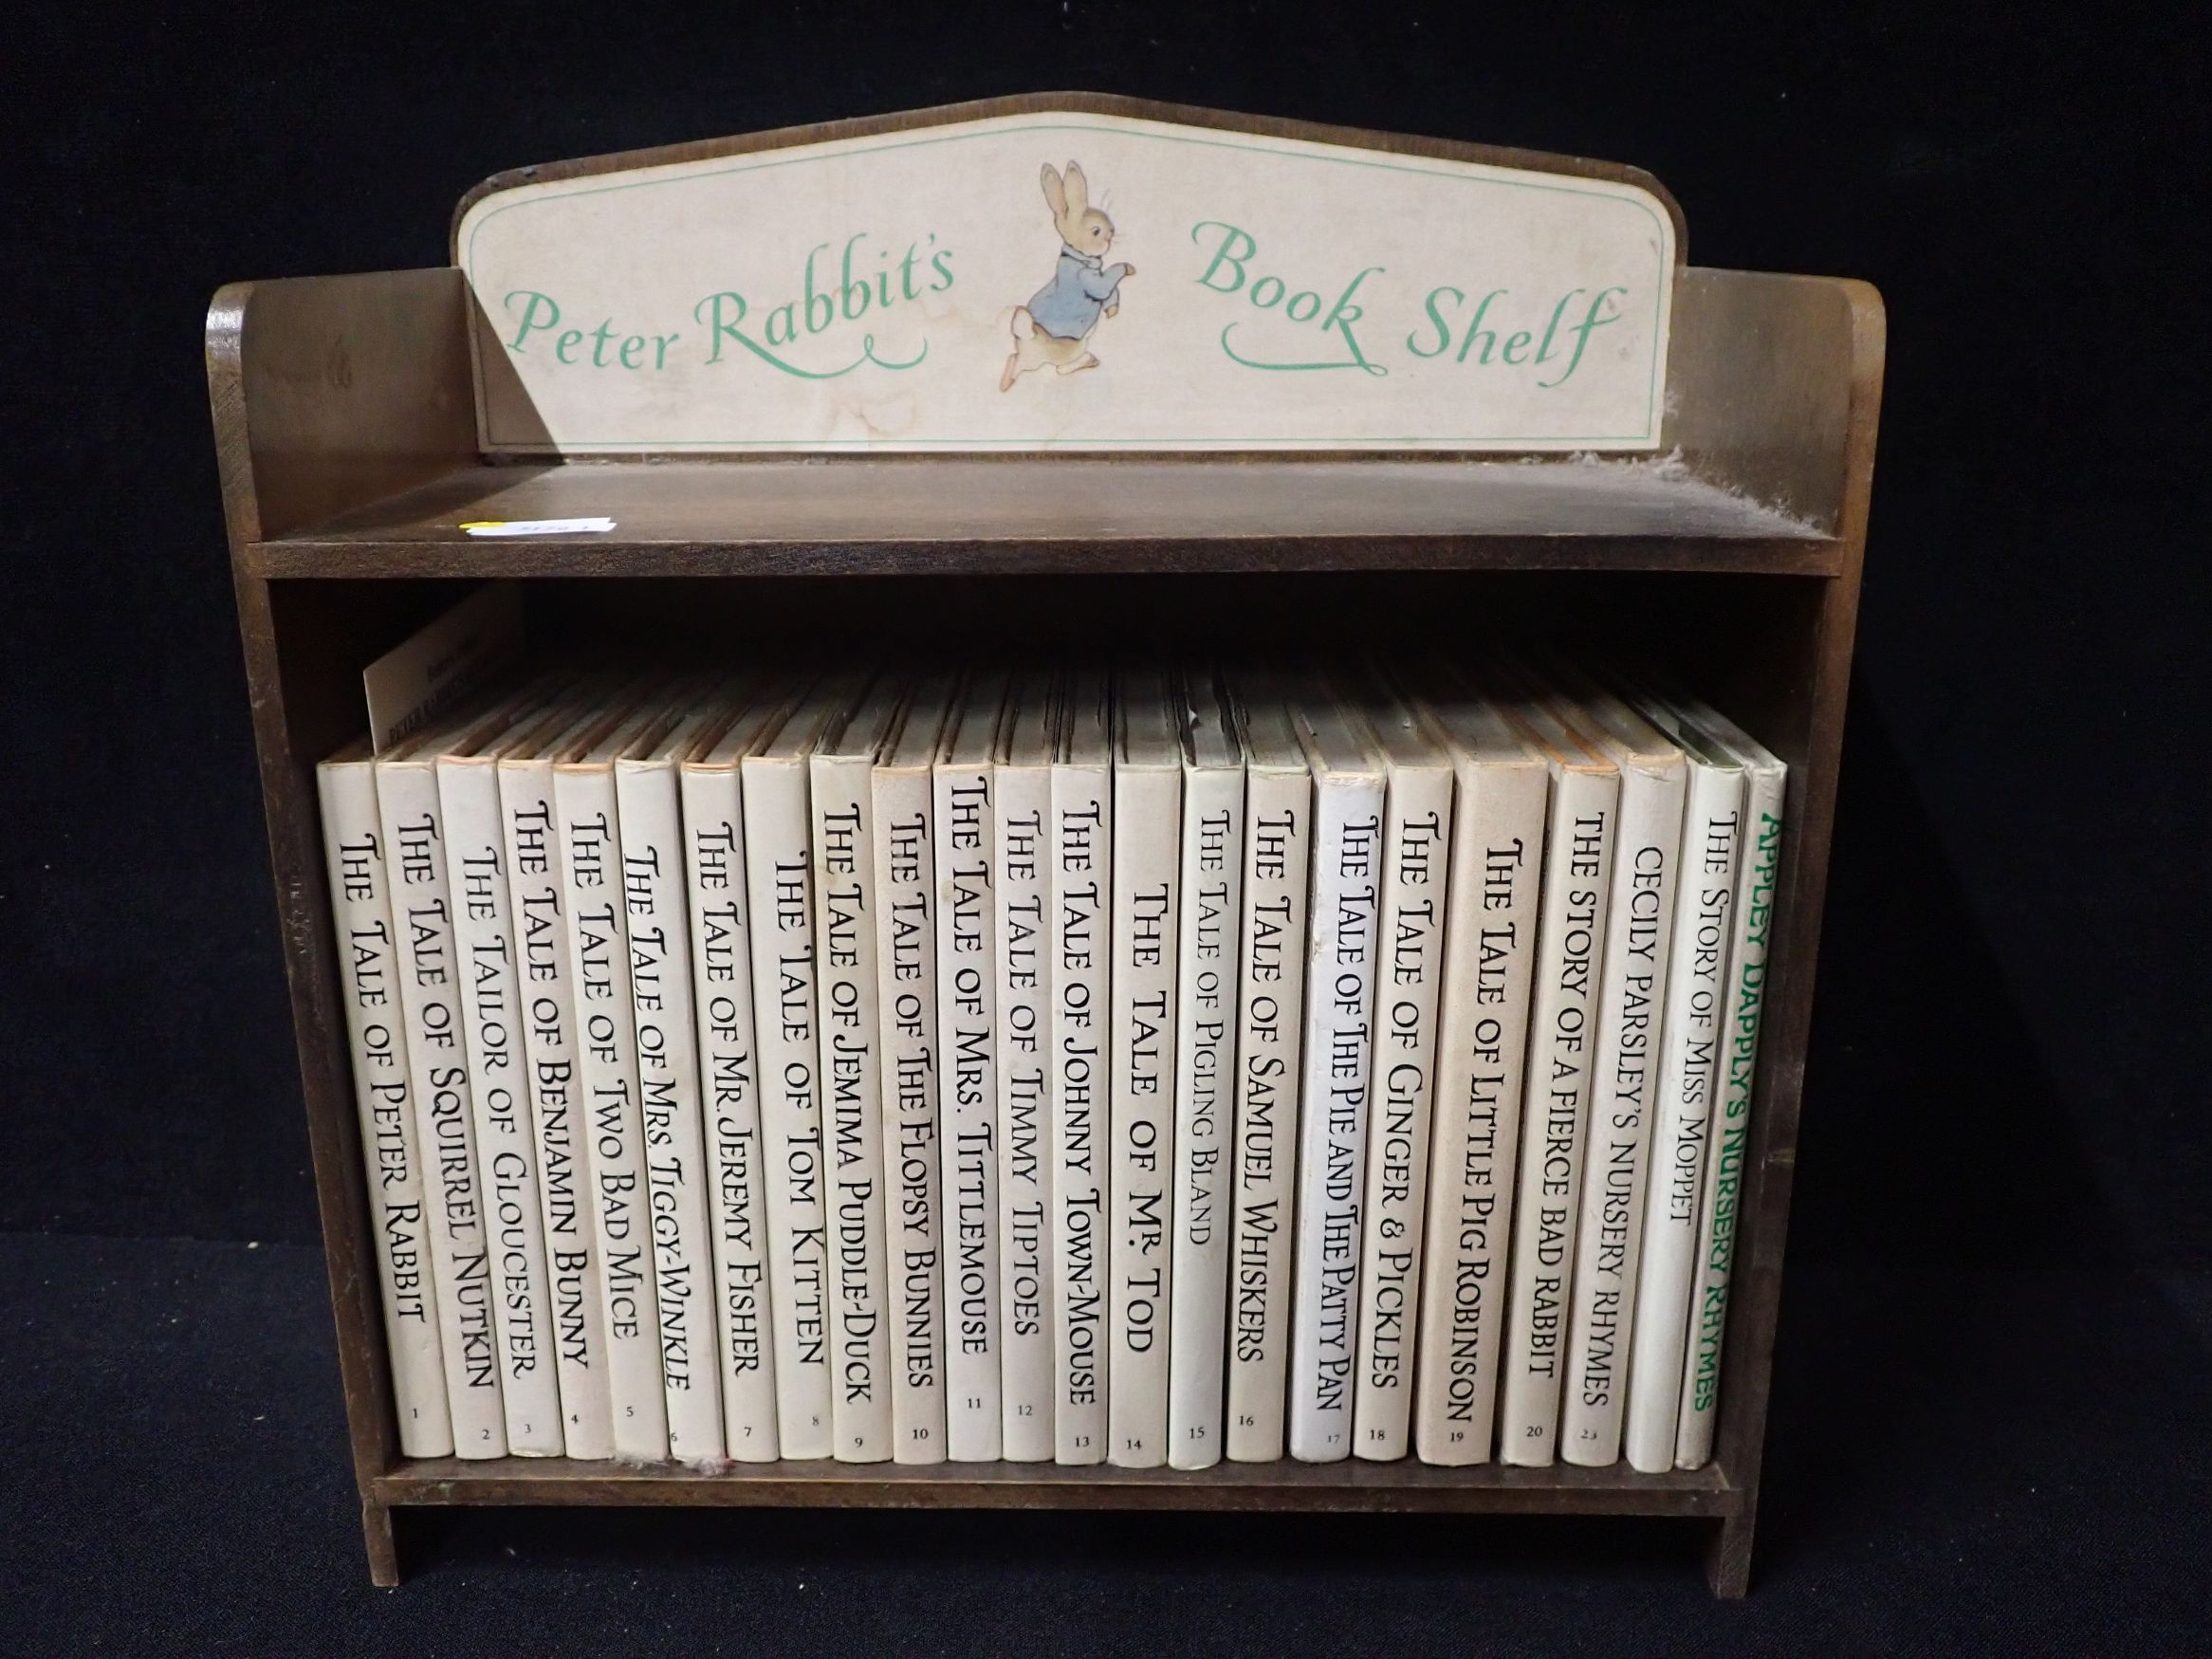 Peter Rabbit's Book Shelf
THE TALE OF PETER RABBIT 1
THE TALE OF SQUIRREL NUTKIN 2
THE TAILOR OF GLOUCESTER 3
THE TALE OF BENJAMIN BUNNY 4
THE TALE OF TWO BAD MICE 5
THE TALE OF MRS. TIGGY-WINKLE 6
THE TALE OF MR. JEREMY FISHER 7
THE TALE OF TOM KITTEN 8
THE TALE OF JEMIMA PUDDLE-DUCK 9
THE TALE OF THE FLOPSY BUNNIES 10
THE TALE OF MRS. TITTLEMOUSE 11
THE TALE OF TIMMY TIPTOES 12
THE TALE OF JOHNNY TOWN-MOUSE 13
THE TALE OF MR. TOD 14
THE TALE OF PIGLING BLAND 15
THE TALE OF SAMUEL WHISKERS 16
THE TALE OF THE PIE AND THE PATTY PAN 17
THE TALE OF GINGER & PICKLES 18
THE TALE OF LITTLE PIG ROBINSON 19
THE STORY OF A FIERCE BAD RABBIT 20
CECILY PARSLEY'S NURSERY RHYMES 23
THE STORY OF MISS MOPPET
APPLEY DAPPLY'S NURSERY RHYMES